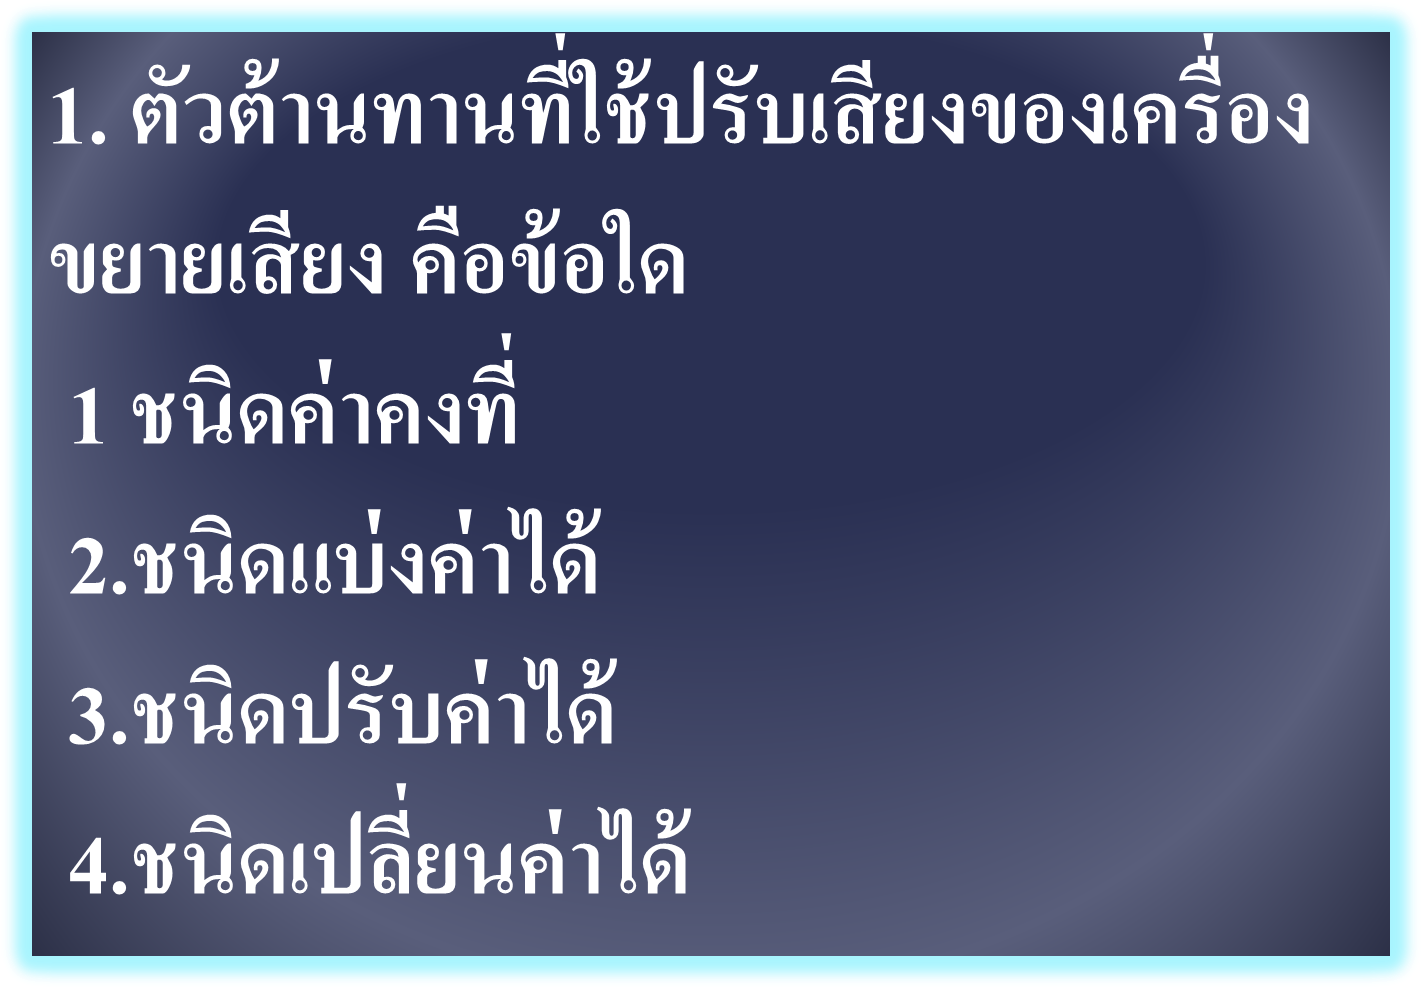 1. ตัวต้านทานที่ใช้ปรับเสียงของเครื่อง
ขยายเสียง คือข้อใด
1 ชนิดค่าคงที่
2.ชนิดแบ่งค่าได้
3.ชนิดปรับค่าได้
4.ชนิดเปลี่ยนค่าได้